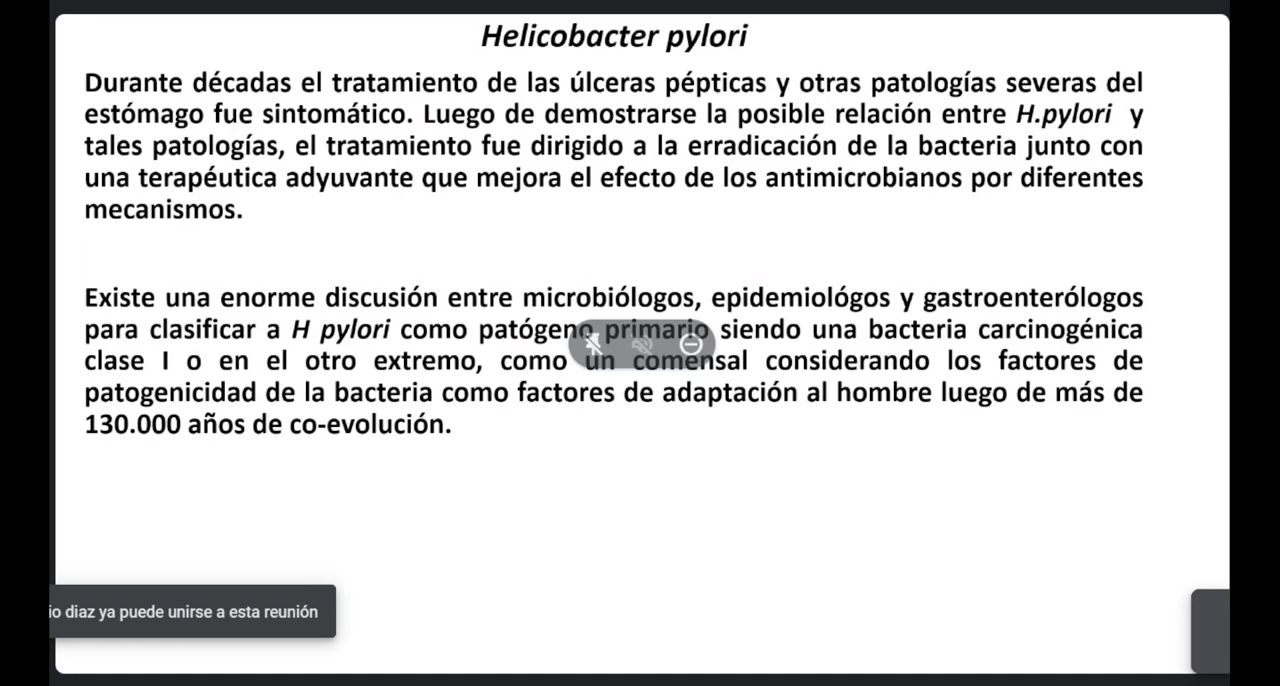 Helicobacter pylori
Durante décadas el tratamiento de las úlceras pépticas y otras patologías severas del
estómago fue sintomático. Luego de demostrarse la posible relación entre H.pylori y
tales patologías, el tratamiento fue dirigido a la erradicación de la bacteria junto con
una terapéutica adyuvante que mejora el efecto de los antimicrobianos por diferentes
mecanismos.
Existe una enorme discusión entre microbiólogos, epidemiológos y gastroenterólogos
para clasificar a H pylori como patógeno primario siendo una bacteria carcinogénica
clase I o en el otro extremo, como un comensal considerando los factores de
patogenicidad de la bacteria como factores de adaptación al hombre luego de más de
130.000 años de co-evolución.
io diaz ya puede unirse a esta reunión